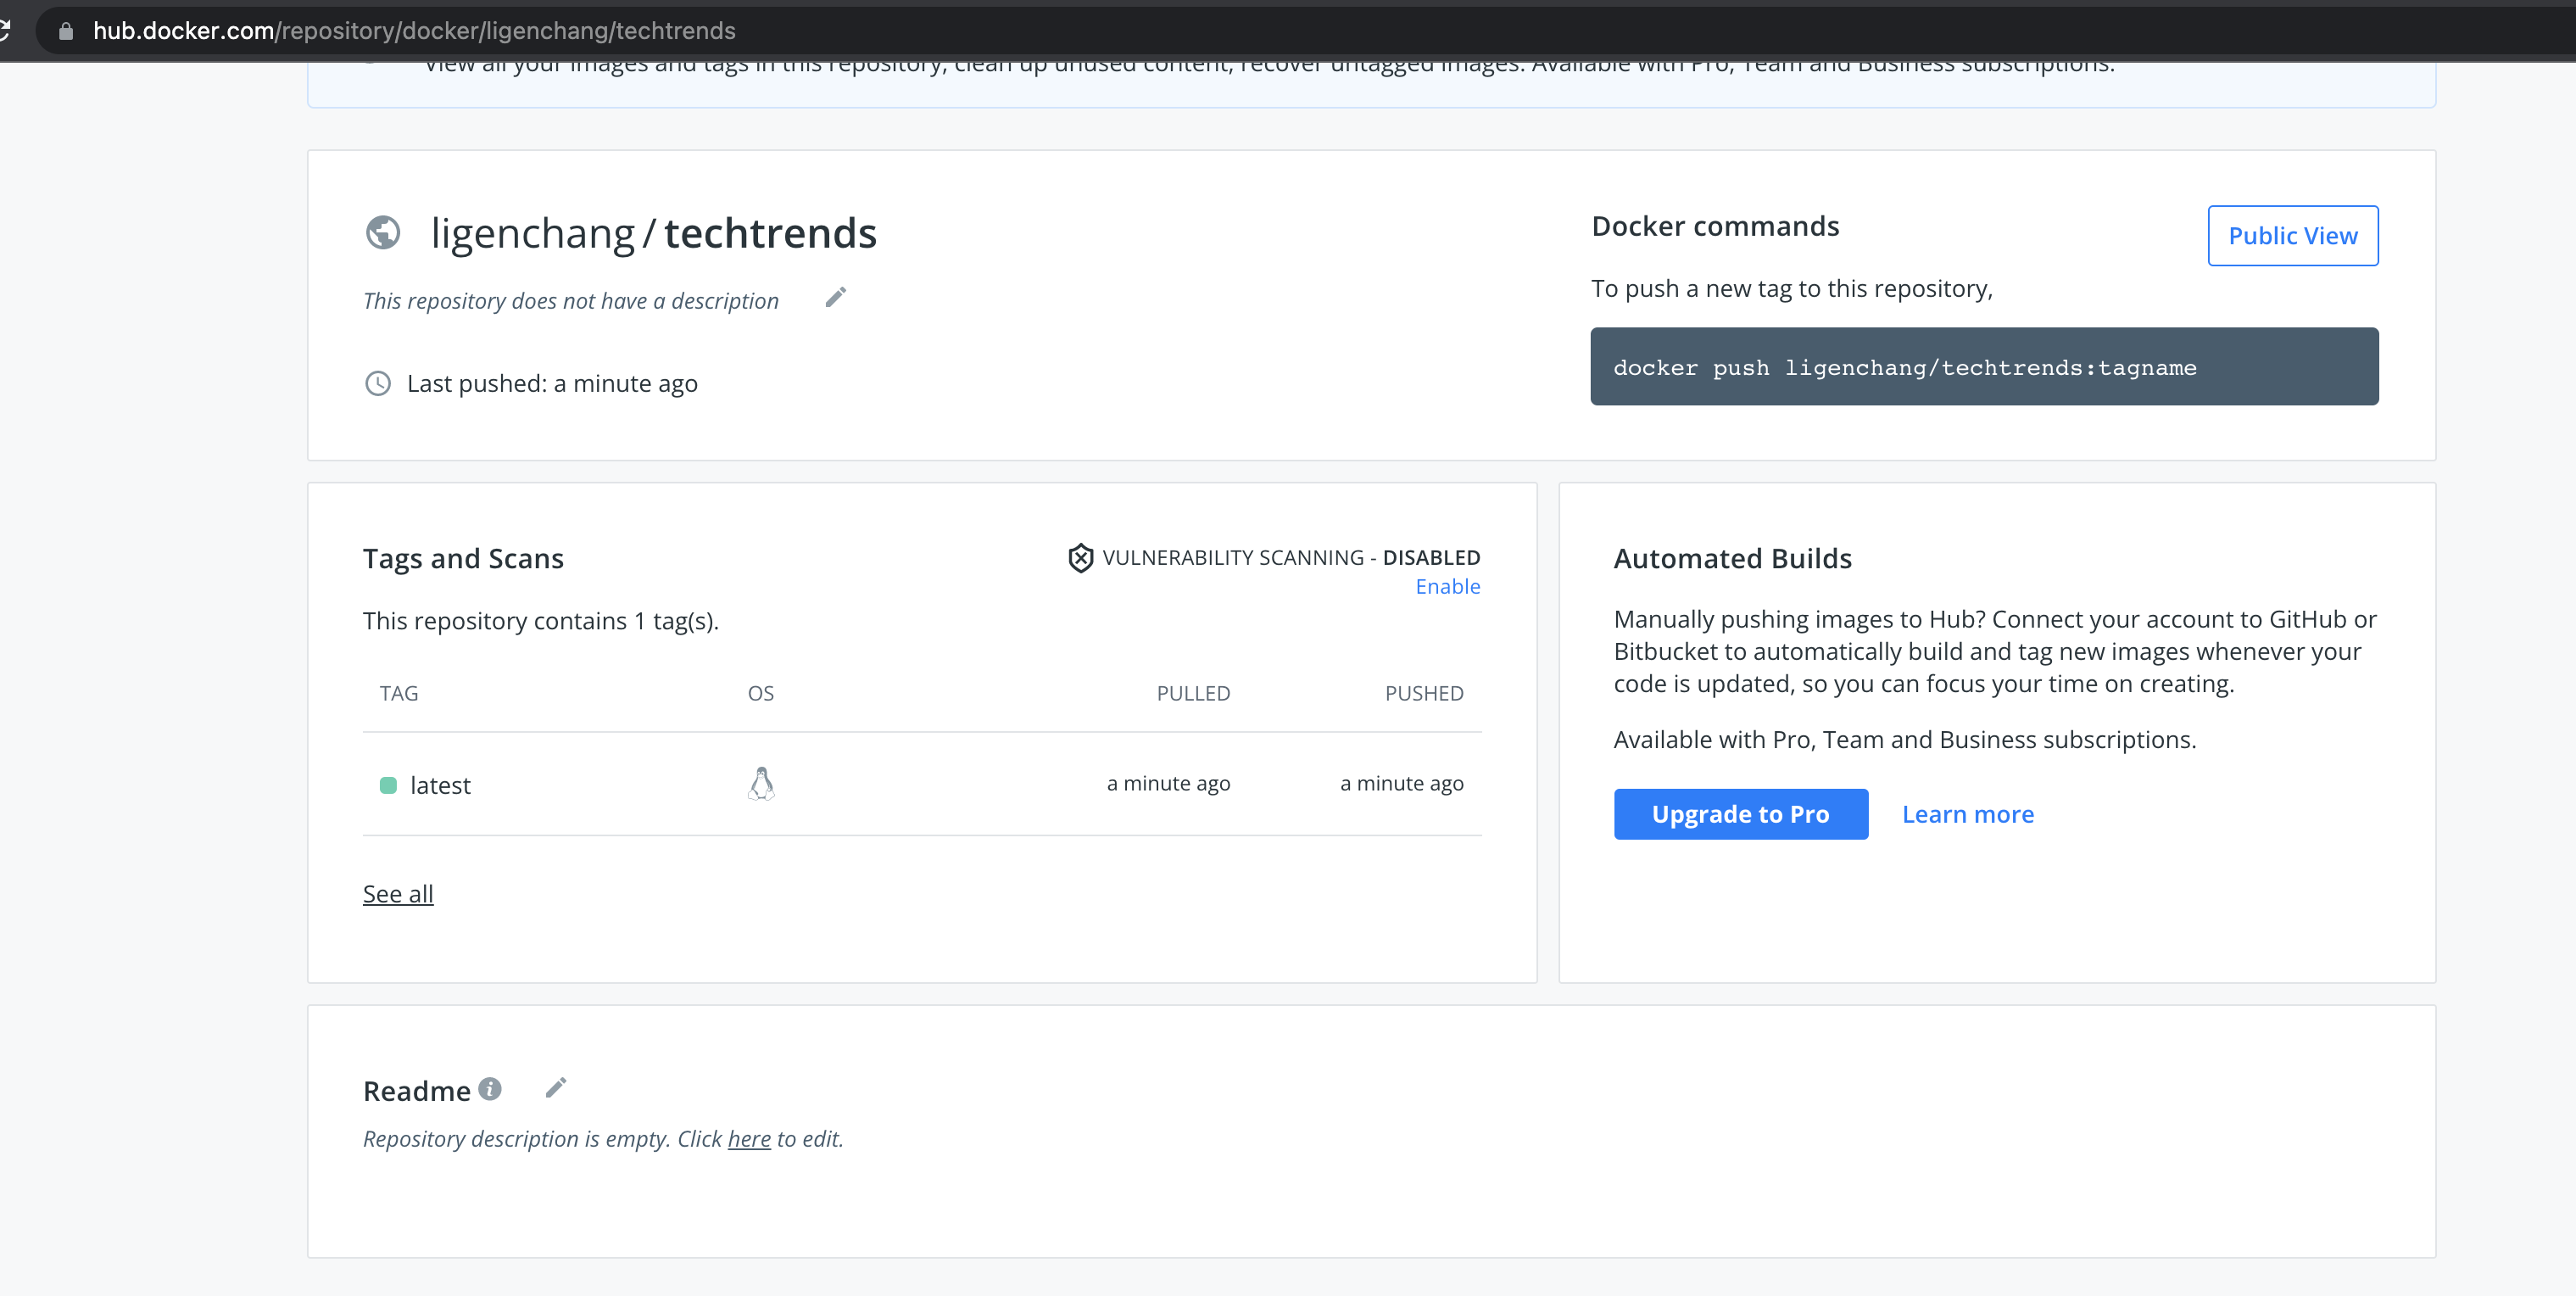 hub.docker.com/repository/docker/ligenchang/techtrends
View all your images and tags in this repository, clean up unused content, recover untagged images. Available with Pro, Team and Business subscriptions.
ligenchang / techtrends
This repository does not have a description
Last pushed: a minute ago
Docker commands
Public View
To push a new tag to this repository,
docker push ligenchang/techtrends:tagname
Tags and Scans
VULNERABILITY SCANNING - DISABLED
Enable
This repository contains 1 tag(s).
TAG OS PULLED PUSHED
latest a minute ago a minute ago
See all
Automated Builds
Manually pushing images to Hub? Connect your account to GitHub or
Bitbucket to automatically build and tag new images whenever your
code is updated, so you can focus your time on creating.
Available with Pro, Team and Business subscriptions.
Upgrade to Pro Learn more
Readme
Repository description is empty. Click here to edit.